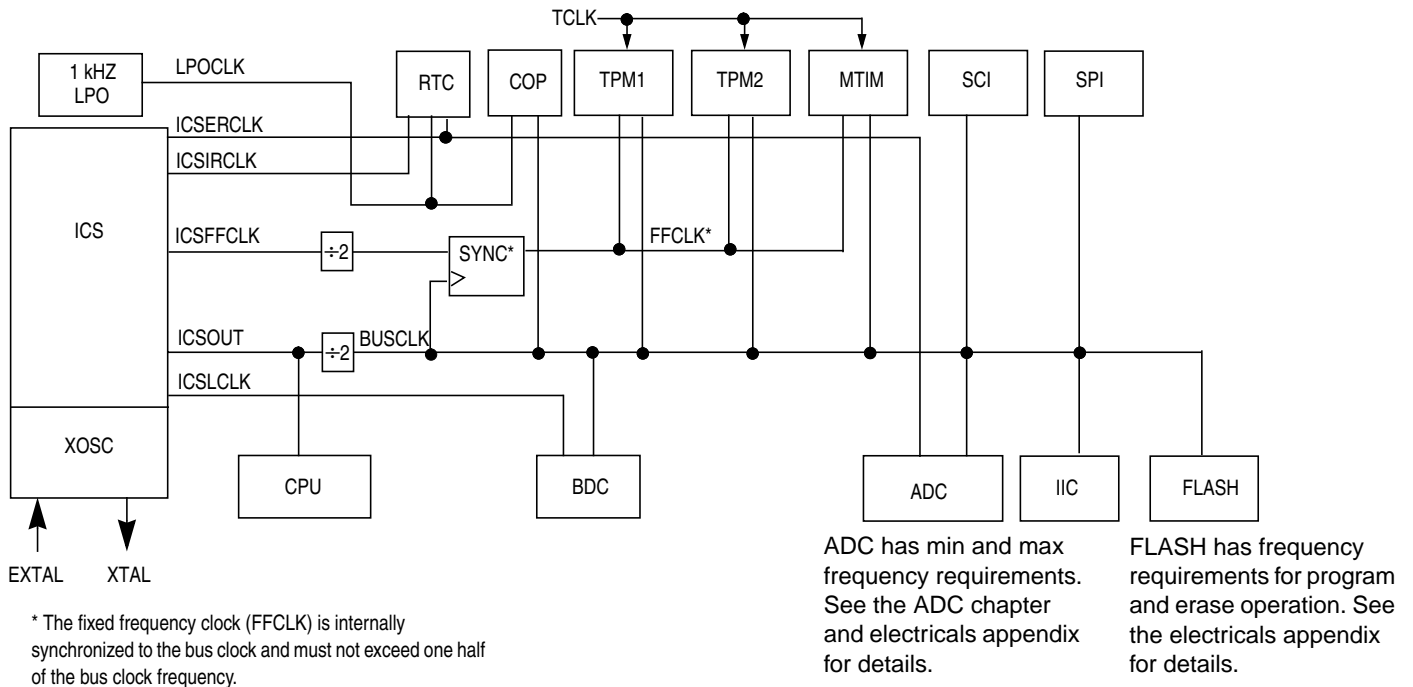 TCLK
1 kHZ
LPO
LPOCLK
RTC
COP
TPM1
TPM2
MTIM
SCI
SPI
ICSERCLK
ICSIRCLK
ICS
ICSFFCLK
÷2
SYNC*
FFCLK*
ICSOUT
÷2
BUSCLK
ICSLCLK
XOSC
CPU
BDC
ADC
IIC
FLASH
EXTAL
XTAL
ADC has min and max
frequency requirements.
See the ADC chapter
and electricals appendix
for details.
FLASH has frequency
requirements for program
and erase operation. See
the electricals appendix
for details.
* The fixed frequency clock (FFCLK) is internally
synchronized to the bus clock and must not exceed one half
of the bus clock frequency.